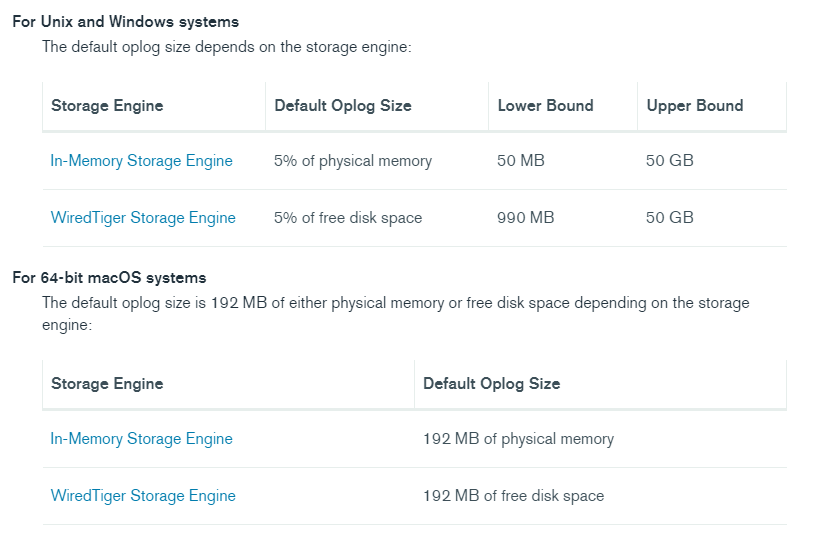 For Unix and Windows systems
The default oplog size depends on the storage engine:
Storage Engine Default Oplog Size Lower Bound Upper Bound
In-Memory Storage Engine 5% of physical memory 50 MB 50 GB
WiredTiger Storage Engine 5% of free disk space 990 MB 50 GB
For 64-bit macOS systems
The default oplog size is 192 MB of either physical memory or free disk space depending on the storage
engine:
Storage Engine Default Oplog Size
In-Memory Storage Engine 192 MB of physical memory
WiredTiger Storage Engine 192 MB of free disk space